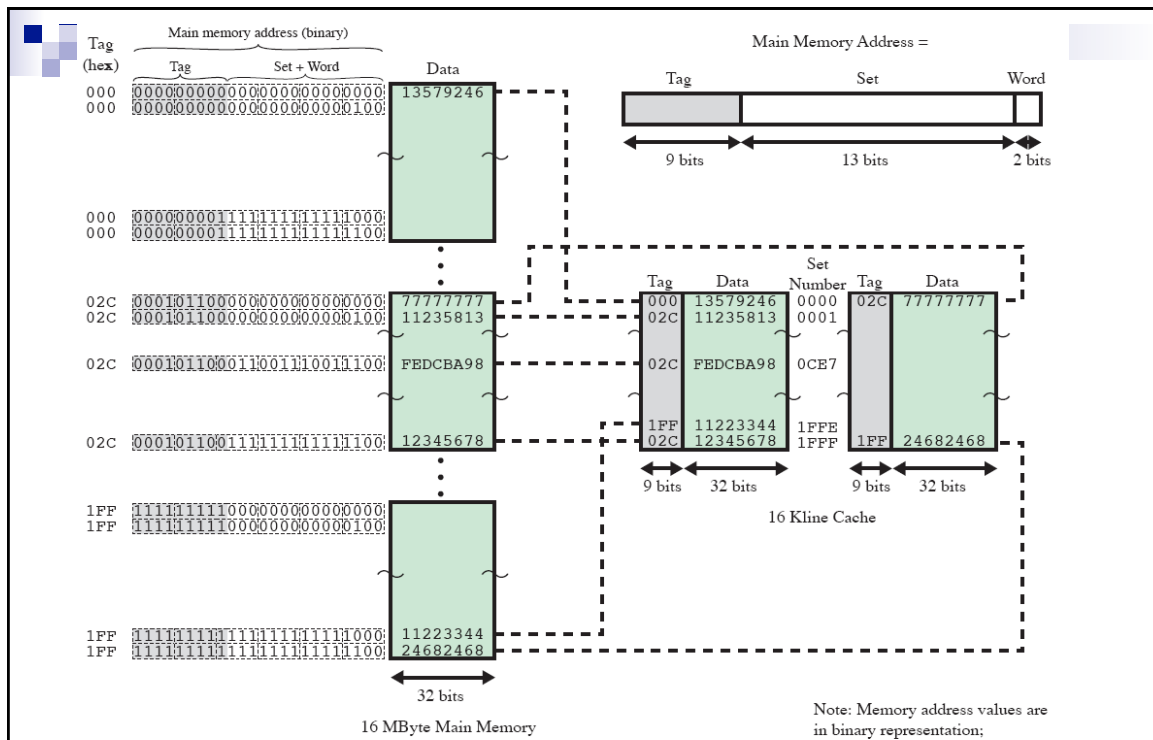 Main memory address (binary)
Tag
(hex)
Tag
Set + Word
Data
000 000000000000000000000000 13579246
000 000000000000000000000100
000 000000001111111111111000
000 000000001111111111111100
02C 000101100000000000000000 77777777
02C 000101100000000000000100 11235813
02C 000101100011001110011100 FEDCBA98
02C 000101100111111111111100 12345678
1FF 111111111000000000000000
1FF 111111111000000000000100
1FF 111111111111111111111000 11223344
1FF 111111111111111111111100 24682468
32 bits
16 MByte Main Memory
Main Memory Address =
Tag
Set
Word
9 bits
13 bits
2 bits
Set
Tag Data Number Tag Data
000 13579246 0000 02C 77777777
02C 11235813 0001
02C FEDCBA98 0CE7
1FF 11223344 1FFE
02C 12345678 1FFF 1FF 24682468
9 bits 32 bits 9 bits 32 bits
16 Kline Cache
Note: Memory address values are
in binary representation;